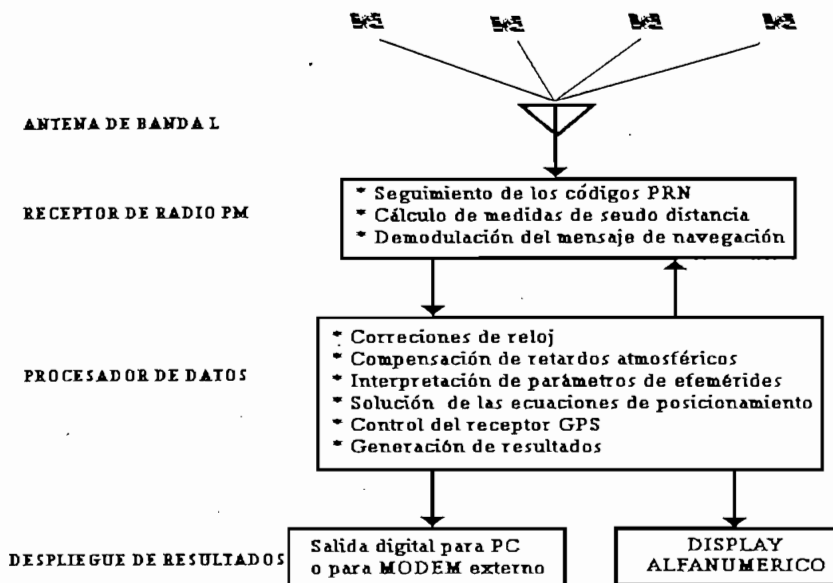 ANTENA DE BANDA L
RECEPTOR DE RADIO PM
* Seguimiento de los códigos PRN
* Cálculo de medidas de seudo distancia
* Demodulación del mensaje de navegación
PROCESADOR DE DATOS
* Correciones de reloj
* Compensación de retardos atmosféricos
* Interpretación de parámetros de efemérides
* Solución de las ecuaciones de posicionamiento
* Control del receptor GPS
* Generación de resultados
DESPLIEGUE DE RESULTADOS
Salida digital para PC
o para MODEM externo
DISPLAY
ALFANUMERICO